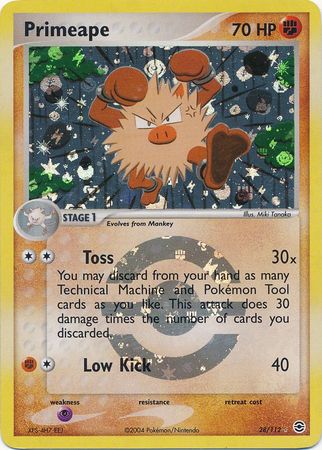 Primeape 70 HP
Illus. Miki Tanaka
STAGE 1
Evolves from Mankey
Toss 30x
You may discard from your hand as many
Technical Machine and Pokémon Tool
cards as you like. This attack does 30
damage times the number of cards you
discarded.
Low Kick 40
weakness resistance retreat cost
©2004 Pokémon/Nintendo 28/112